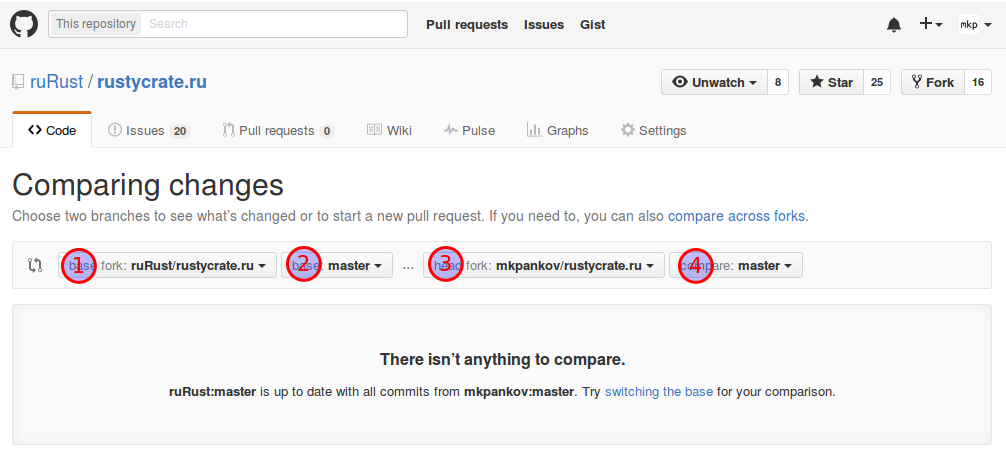 This repository Search Pull requests Issues Gist mkp
ruRust / rustycrate.ru Unwatch 8 Star 25 Fork 16
Code Issues 20 Pull requests 0 Wiki Pulse Graphs Settings
Comparing changes
Choose two branches to see what's changed or to start a new pull request. If you need to, you can also compare across forks.
1 base fork: ruRust/rustycrate.ru 2 base: master ... 3 head fork: mkpankov/rustycrate.ru 4 compare: master
There isn't anything to compare.
ruRust:master is up to date with all commits from mkpankov:master. Try switching the base for your comparison.